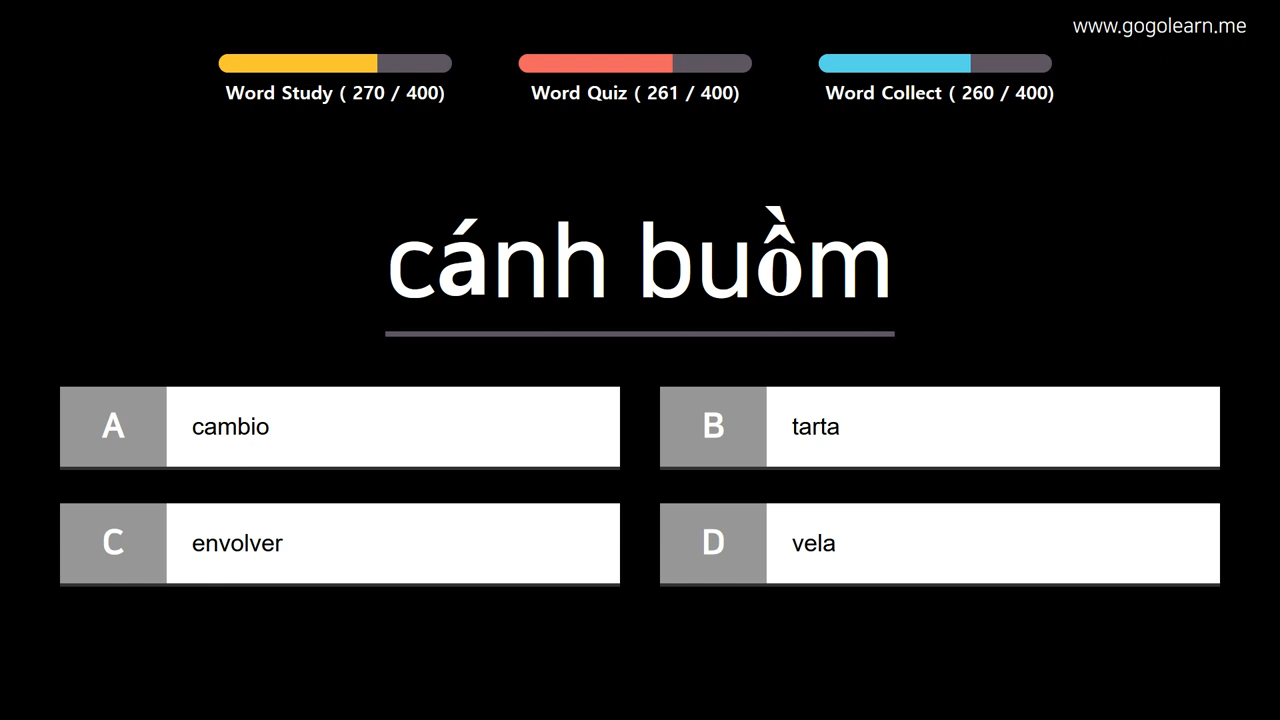 www.gogolearn.me
Word Study ( 270 / 400)
Word Quiz ( 261 / 400)
Word Collect ( 260 / 400)
cánh buồm
A cambio
B tarta
C envolver
D vela